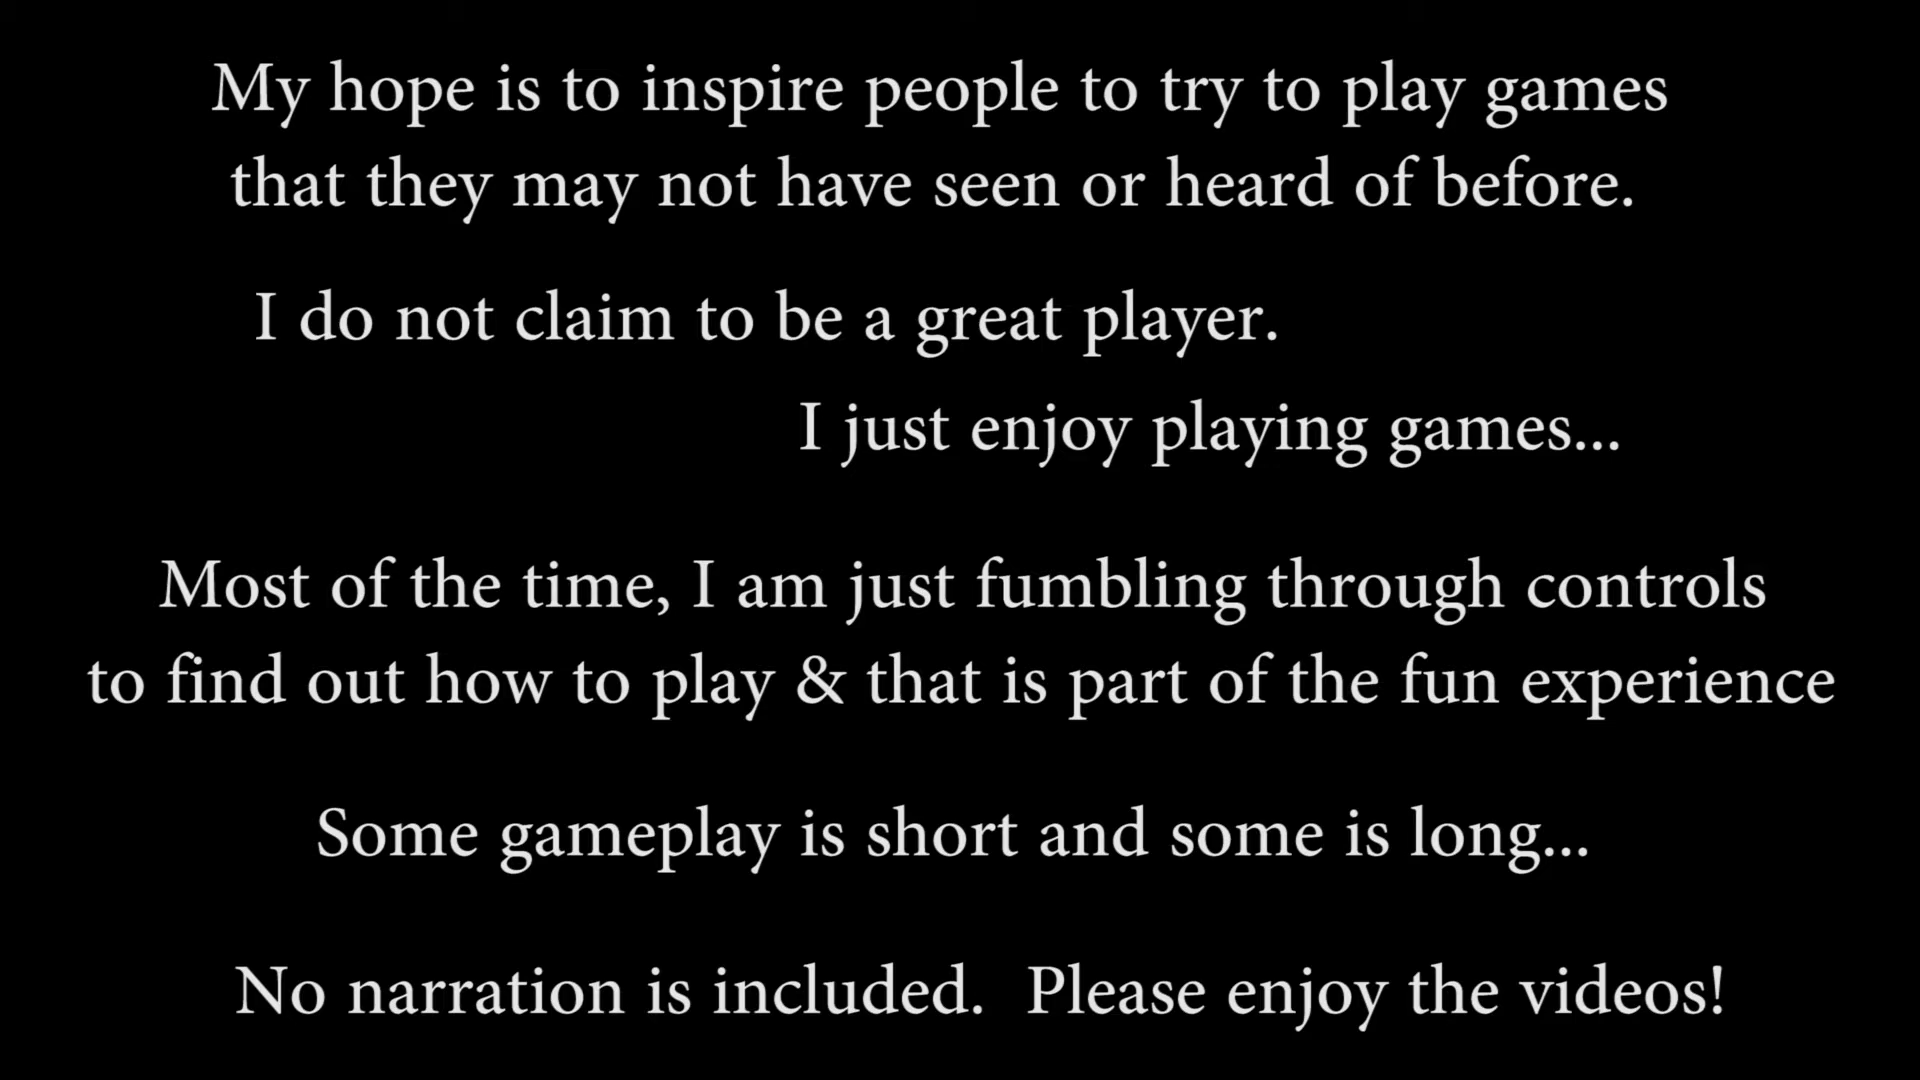 My hope is to inspire people to try to play games
that they may not have seen or heard of before.
I do not claim to be a great player.
I just enjoy playing games...
Most of the time, I am just fumbling through controls
to find out how to play & that is part of the fun experience
Some gameplay is short and some is long...
No narration is included.  Please enjoy the videos!